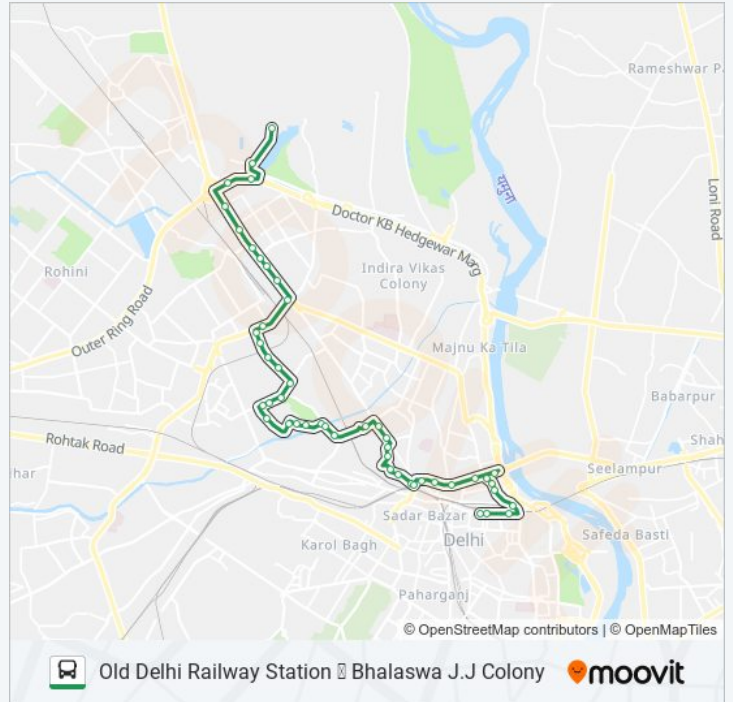 Rameshwar P
Loni Road
Doctor KB Hedgewar Marg
Rohini
Indira Vikas
Colony
Outer Ring Road
Majnu Ka Tila
Babarpur
Rohtak Road
Shah
Seelampur
har
Sadar Bazar
Safeda Basti
Delhi
Karol Bagh
Paharganj
© OpenStreetMap contributors | © OpenMapTiles
Old Delhi Railway Station Bhalaswa J.J Colony
moovit